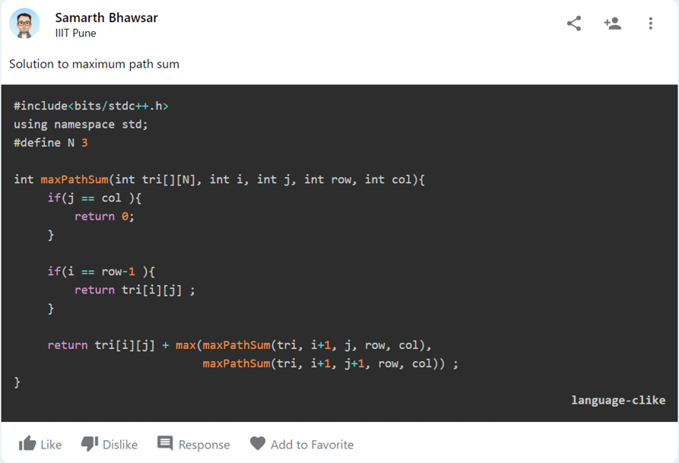 Samarth Bhawsar
IIIT Pune
Solution to maximum path sum
#include<bits/stdc++.h>
using namespace std;
#define N 3
int maxPathSum(int tri[][N], int i, int j, int row, int col){
if(j == col ){
return 0;
}
if(i == row-1 ){
return tri[i][j] ;
}
return tri[i][j] + max(maxPathSum(tri, i+1, j, row, col),
maxPathSum(tri, i+1, j+1, row, col)) ;
}
language-clike
Like Dislike Response Add to Favorite